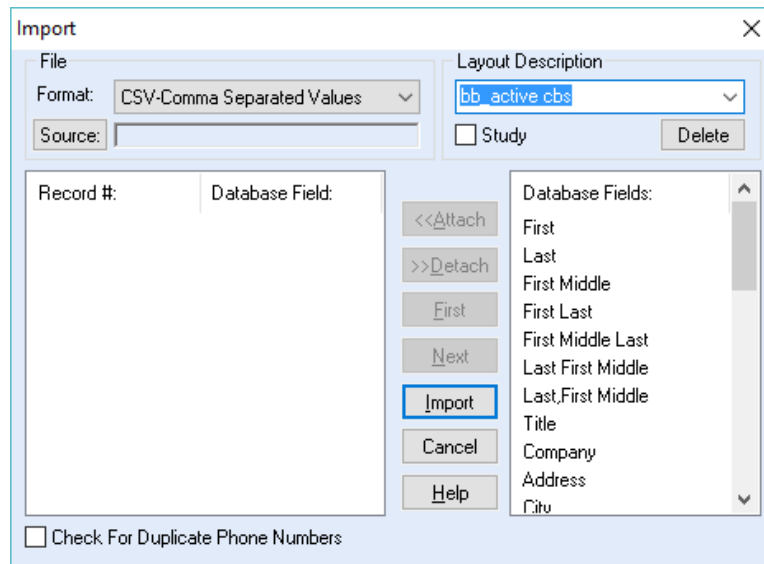 Import
File
Format: CSV-Comma Separated Values
Source:
Layout Description
bb_active cbs
Study Delete
Record #: Database Field:
<<Attach
>>Detach
First
Next
Import
Cancel
Help
Database Fields:
First
Last
First Middle
First Last
First Middle Last
Last First Middle
Last,First Middle
Title
Company
Address
City
Check For Duplicate Phone Numbers